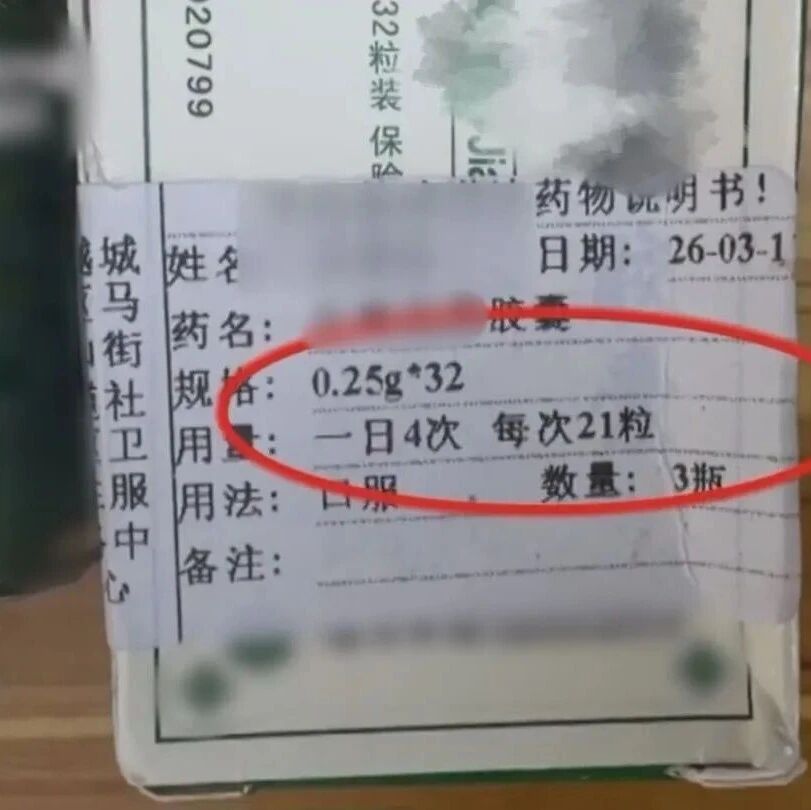 020799
32粒装 保险
Jia
药物说明书!
姓名
日期: 26-03-1
药名: 胶囊
规格: 0.25g*32
用量: 一日4次 每次21粒
用法: 口服 数量: 3瓶
备注:
城马街社卫服中心